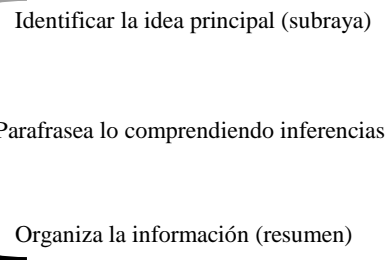 Identificar la idea principal (subraya)
Parafrasea lo comprendiendo inferencias
Organiza la información (resumen)